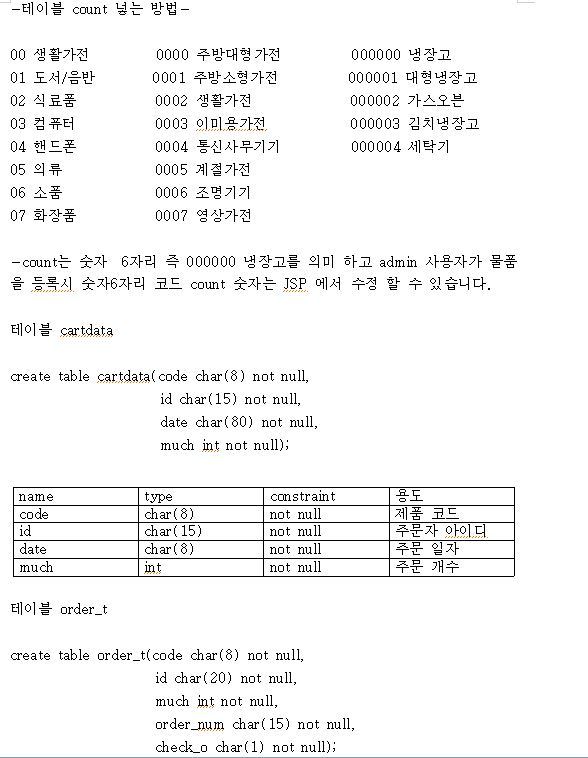 -테이블 count 넣는 방법-
00 생활가전 0000 주방대형가전 000000 냉장고
01 도서/음반 0001 주방소형가전 000001 대형냉장고
02 식료품 0002 생활가전 000002 가스오븐
03 컴퓨터 0003 이미용가전 000003 김치냉장고
04 핸드폰 0004 통신사무기기 000004 세탁기
05 의류 0005 계절가전
06 소품 0006 조명기기
07 화장품 0007 영상가전
-count는 숫자 6자리 즉 000000 냉장고를 의미 하고 admin 사용자가 물품
을 등록시 숫자6자리 코드 count 숫자는 JSP 에서 수정 할 수 있습니다.
테이블 cartdata
create table cartdata(code char(8) not null,
id char(15) not null,
date char(80) not null,
much int not null);
name type constraint 용도
code char(8) not null 제품 코드
id char(15) not null 주문자 아이디
date char(8) not null 주문 일자
much int not null 주문 개수
테이블 order_t
create table order_t(code char(8) not null,
id char(20) not null,
much int not null,
order_num char(15) not null,
check_o char(1) not null);